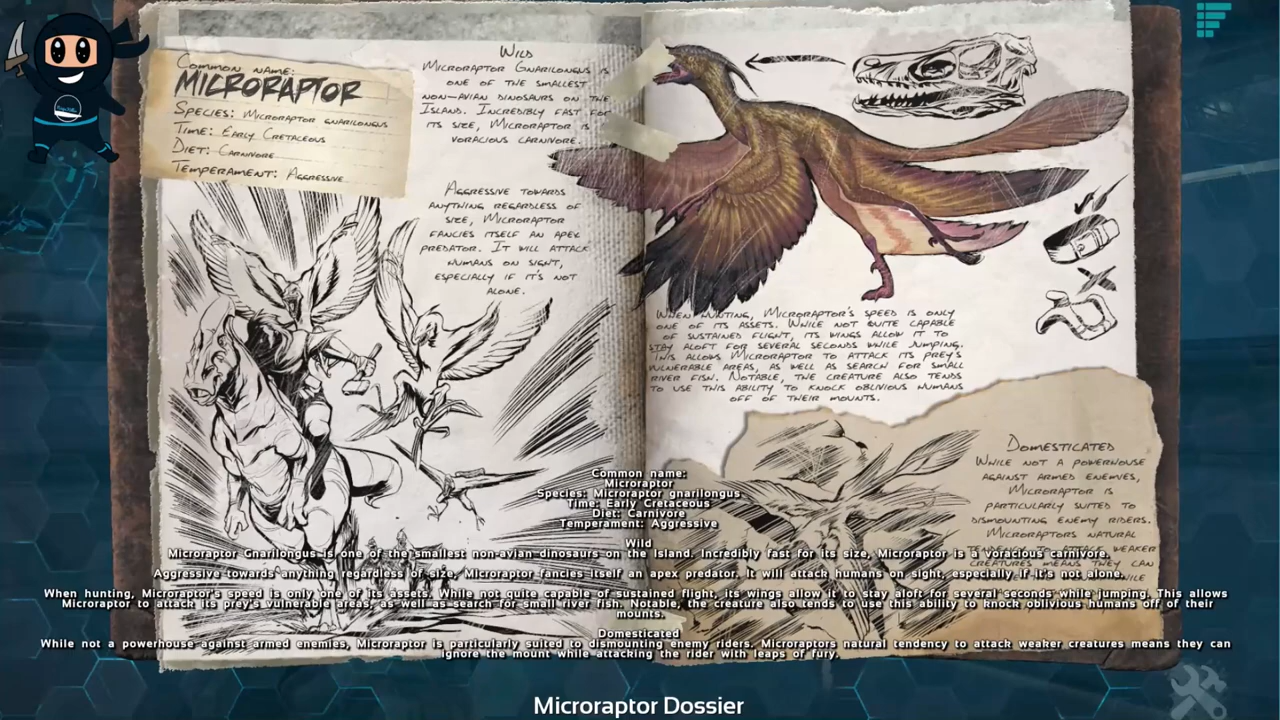 Common name:
Microraptor
Species: Microraptor gnarilongus
Time: Early Cretaceous
Diet: Carnivore
Temperament: Aggressive
Wild
Microraptor Gnarilongus is
one of the smallest
non-avian dinosaurs on the
Island. Incredibly fast for
its size, Microraptor is
voracious carnivore.
Aggressive towards
anything regardless of
size, Microraptor
fancies itself an apex
predator. It will attack
humans on sight,
especially if it's not
alone.
When hunting, Microraptor's speed is only
one of its assets. While not quite capable
of sustained flight, its wings allow it to
stay aloft for several seconds while jumping.
This allows Microraptor to attack its prey's
vulnerable areas, as well as search for small
river fish. Notable, the creature also tends
to use this ability to knock oblivious humans
off of their mounts.
Domesticated
While not a powerhouse
against armed enemies,
Microraptor is
particularly suited to
dismounting enemy riders.
Microraptors natural
weaker
creatures means they can
Common name:
Microraptor
Species: Microraptor gnarilongus
Time: Early Cretaceous
Diet: Carnivore
Temperament: Aggressive
Wild
Microraptor Gnarilongus is one of the smallest non-avian dinosaurs on the Island. Incredibly fast for its size, Microraptor is a voracious carnivore.
Aggressive towards anything regardless of size, Microraptor fancies itself an apex predator. It will attack humans on sight, especially if it's not alone.
When hunting, Microraptor's speed is only one of its assets. While not quite capable of sustained flight, its wings allow it to stay aloft for several seconds while jumping. This allows
Microraptor to attack its prey's vulnerable areas, as well as search for small river fish. Notable, the creature also tends to use this ability to knock oblivious humans off of their
mounts.
Domesticated
While not a powerhouse against armed enemies, Microraptor is particularly suited to dismounting enemy riders. Microraptors natural tendency to attack weaker creatures means they can
ignore the mount while attacking the rider with leaps of fury.
Microraptor Dossier